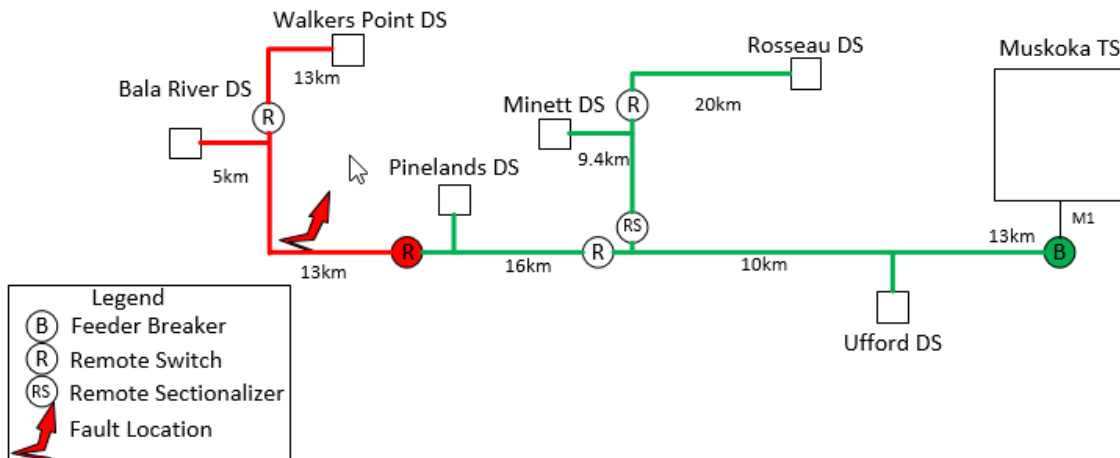 Walkers Point DS
13km
Bala River DS
R
5km
Rosseau DS
20km
Minett DS
R
9.4km
RS
Pinelands DS
Muskoka TS
M1
13km
B
13km
R
16km
R
10km
Ufford DS
Legend
B Feeder Breaker
R Remote Switch
RS Remote Sectionalizer
Fault Location